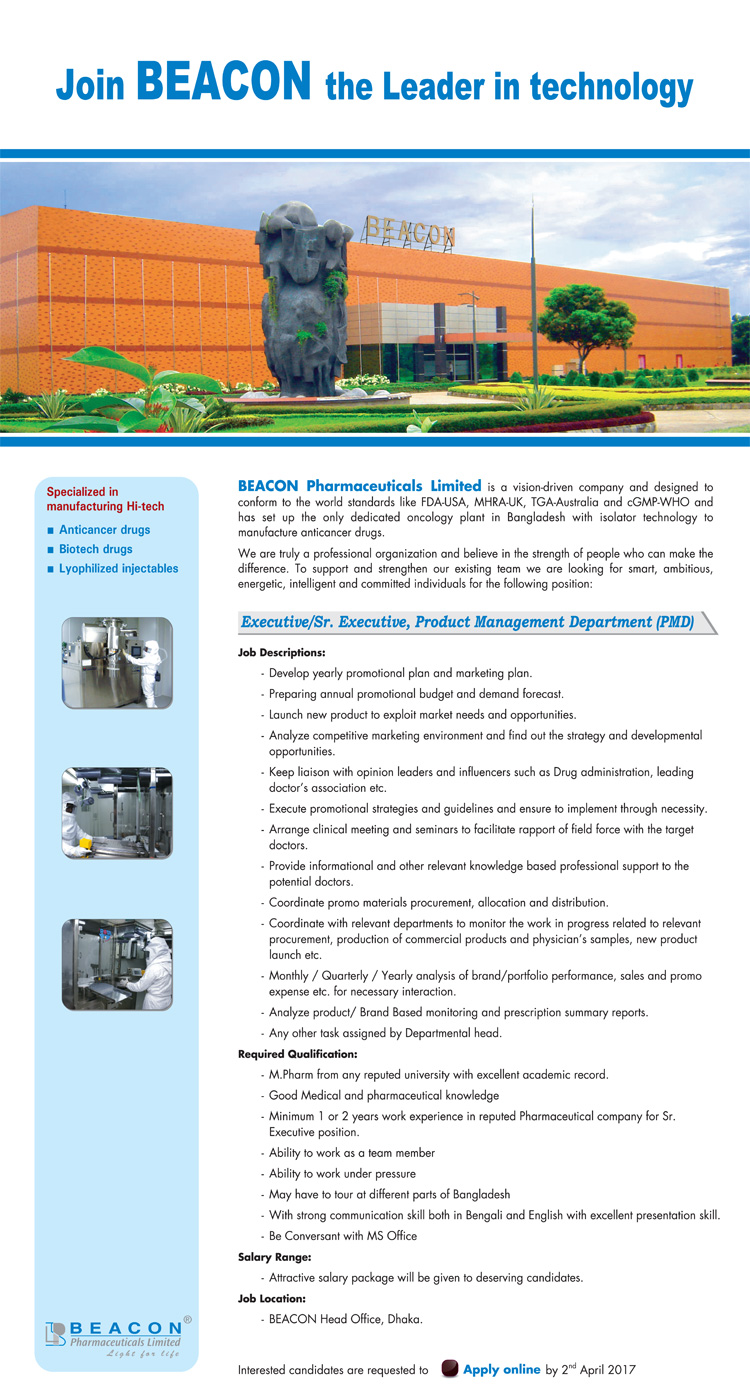 Join BEACON the Leader in technology
BEACON
Specialized in
manufacturing Hi-tech
■ Anticancer drugs
■ Biotech drugs
■ Lyophilized injectables
BEACON Pharmaceuticals Limited is a vision-driven company and designed to
conform to the world standards like FDA-USA, MHRA-UK, TGA-Australia and cGMP-WHO and
has set up the only dedicated oncology plant in Bangladesh with isolator technology to
manufacture anticancer drugs.
We are truly a professional organization and believe in the strength of people who can make the
difference. To support and strengthen our existing team we are looking for smart, ambitious,
energetic, intelligent and committed individuals for the following position:
Executive/Sr. Executive, Product Management Department (PMD)
Job Descriptions:
- Develop yearly promotional plan and marketing plan.
- Preparing annual promotional budget and demand forecast.
- Launch new product to exploit market needs and opportunities.
- Analyze competitive marketing environment and find out the strategy and developmental
opportunities.
- Keep liaison with opinion leaders and influencers such as Drug administration, leading
doctor's association etc.
- Execute promotional strategies and guidelines and ensure to implement through necessity.
- Arrange clinical meeting and seminars to facilitate rapport of field force with the target
doctors.
- Provide informational and other relevant knowledge based professional support to the
potential doctors.
- Coordinate promo materials procurement, allocation and distribution.
- Coordinate with relevant departments to monitor the work in progress related to relevant
procurement, production of commercial products and physician's samples, new product
launch etc.
- Monthly / Quarterly / Yearly analysis of brand/portfolio performance, sales and promo
expense etc. for necessary interaction.
- Analyze product/ Brand Based monitoring and prescription summary reports.
- Any other task assigned by Departmental head.
Required Qualification:
- M.Pharm from any reputed university with excellent academic record.
- Good Medical and pharmaceutical knowledge
- Minimum 1 or 2 years work experience in reputed Pharmaceutical company for Sr.
Executive position.
- Ability to work as a team member
- Ability to work under pressure
- May have to tour at different parts of Bangladesh
- With strong communication skill both in Bengali and English with excellent presentation skill.
- Be Conversant with MS Office
Salary Range:
- Attractive salary package will be given to deserving candidates.
Job Location:
- BEACON Head Office, Dhaka.
BEACON®
Pharmaceuticals Limited
Light for life
Interested candidates are requested to Apply online by 2nd April 2017